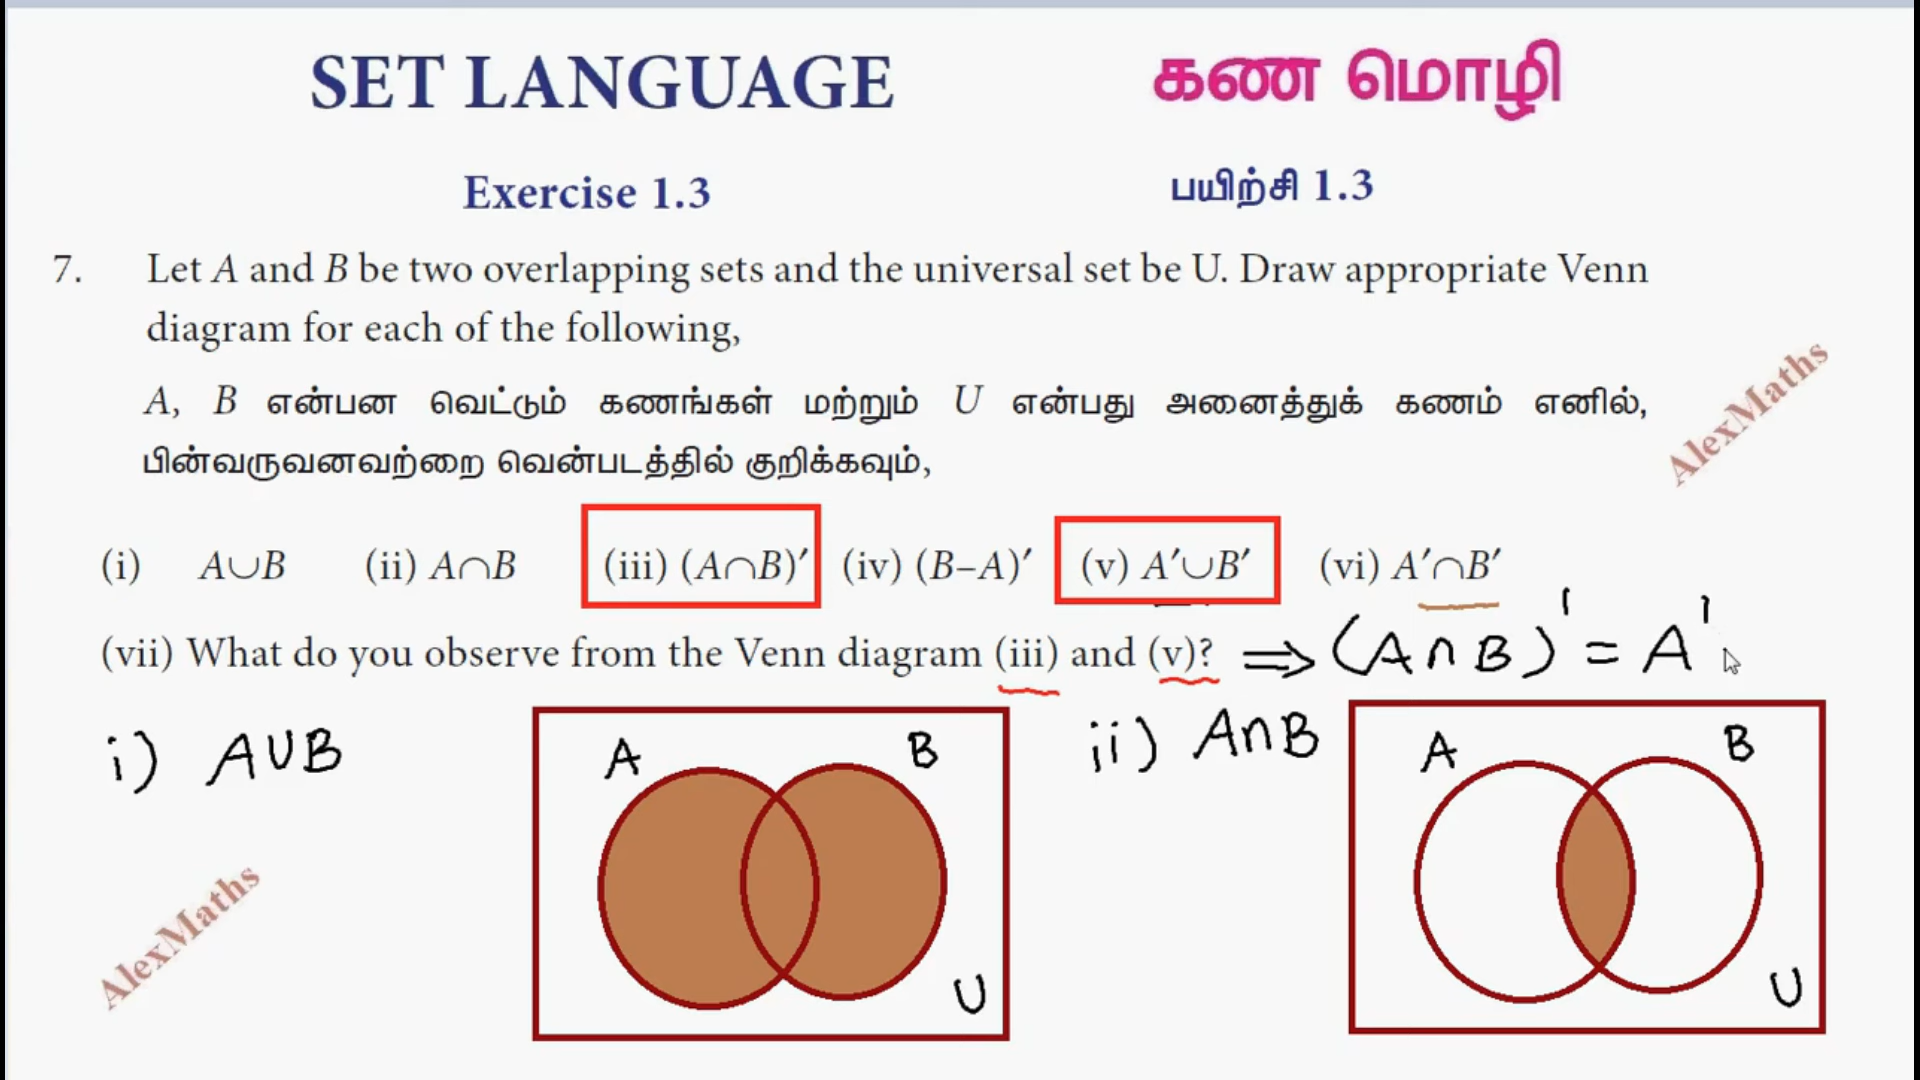 SET LANGUAGE கண மொழி
Exercise 1.3 பயிற்சி 1.3
7. Let A and B be two overlapping sets and the universal set be U. Draw appropriate Venn
diagram for each of the following,
A, B என்பன வெட்டும் கணங்கள் மற்றும் U என்பது அனைத்துக் கணம் எனில்,
பின்வருவனவற்றை வென்படத்தில் குறிக்கவும்,
AlexMaths
(i) A∪B (ii) A∩B (iii) (A∩B)′ (iv) (B–A)′ (v) A′∪B′ (vi) A′∩B′
(vii) What do you observe from the Venn diagram (iii) and (v)? ⇒ (A∩B)' = A'
i) A∪B A B ii) A∩B A B
AlexMaths
U U